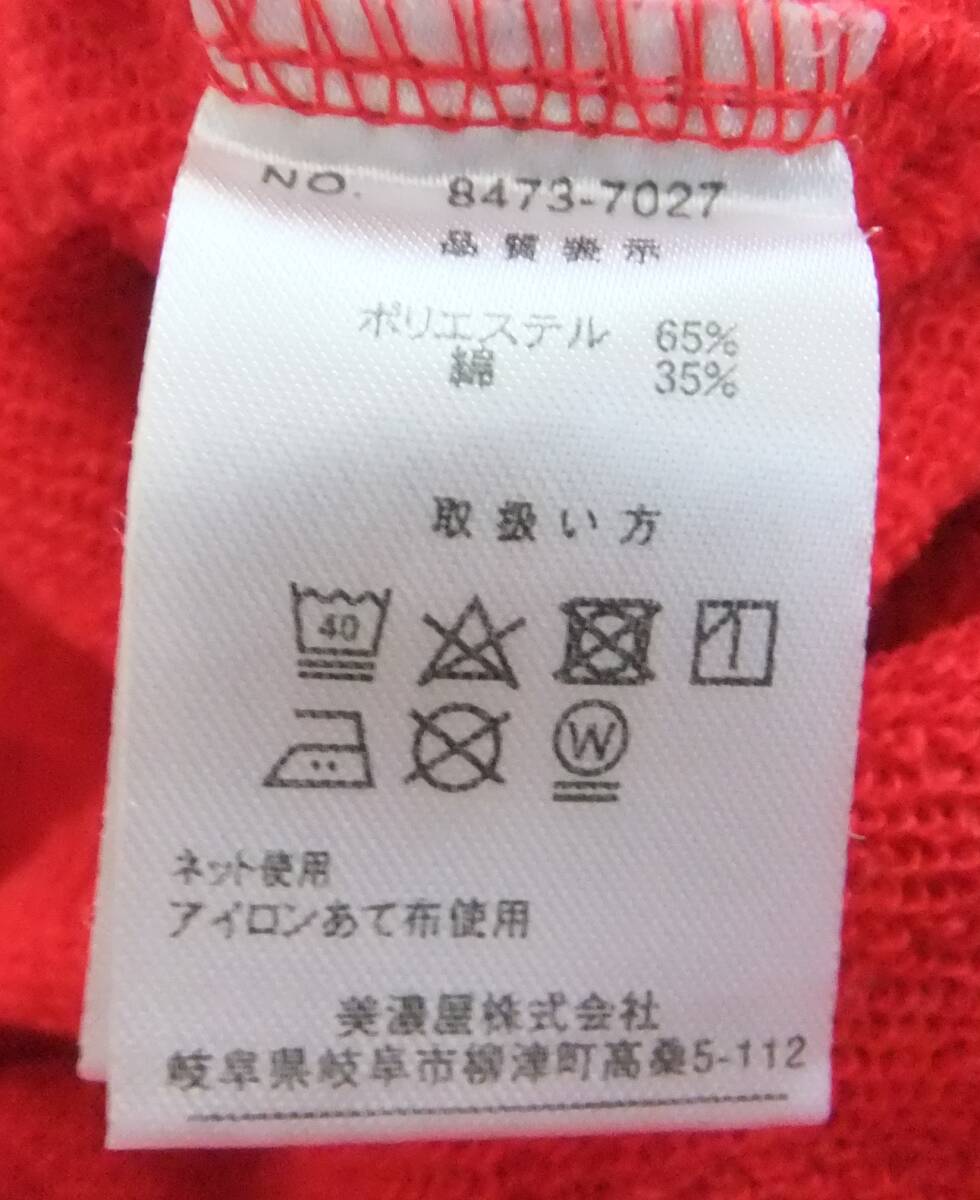 NO. 8473-7027
品質表示
ポリエステル 65%
綿 35%
取扱い方
40
W
ネット使用
アイロンあて布使用
美濃屋株式会社
岐阜県岐阜市柳津町高桑5-112